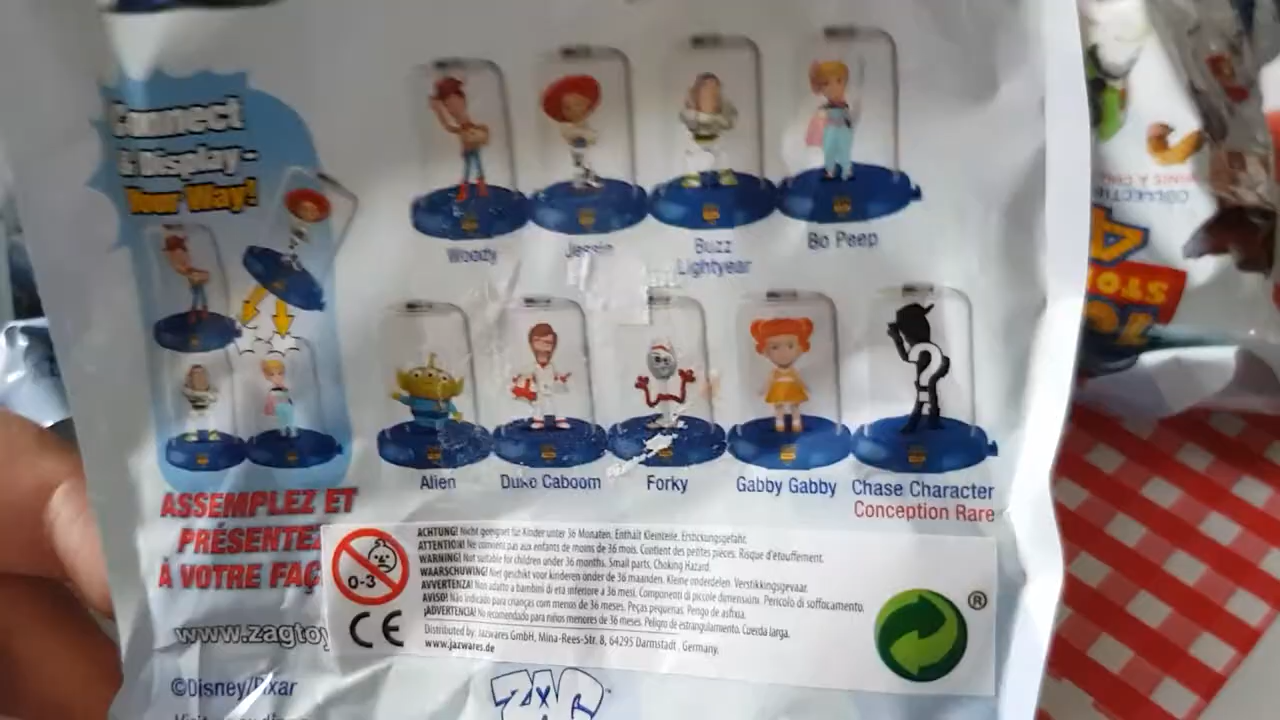 Connect
& Display -
Your Way!
Woody
Jessie
Buzz
Lightyear
Bo Peep
Alien
Duke Caboom
Forky
Gabby Gabby
Chase Character
Conception Rare
ASSEMPLEZ ET
PRÉSENTEZ
À VOTRE FAÇ
www.zagtoy
©Disney/Pixar
0-3
CE
ACHTUNG! Nicht geeignet für Kinder unter 36 Monaten. Enthält Kleinteile. Erstickungsgefahr.
ATTENTION! Ne convient pas aux enfants de moins de 36 mois. Contient des petites pièces. Risque d'étouffement.
WARNING! Not suitable for children under 36 months. Small parts. Choking Hazard.
WAARSCHUWING! Niet geschikt voor kinderen onder de 36 maanden. Kleine onderdelen. Verstikkingsgevaar.
AVVERTENZA! Non adatto a bambini di età inferiore a 36 mesi. Componenti di piccole dimensioni. Pericolo di soffocamento.
AVISO! Não indicado para crianças com menos de 36 meses. Peças pequenas. Perigo de asfixia.
¡ADVERTENCIA! No recomendado para niños menores de 36 meses. Peligro de estrangulamiento. Cuerda larga.
Distributed by: Jazwares GmbH, Mina-Rees-Str. 8, 64295 Darmstadt, Germany.
www.jazwares.de
®
COLLECTI
STO
4